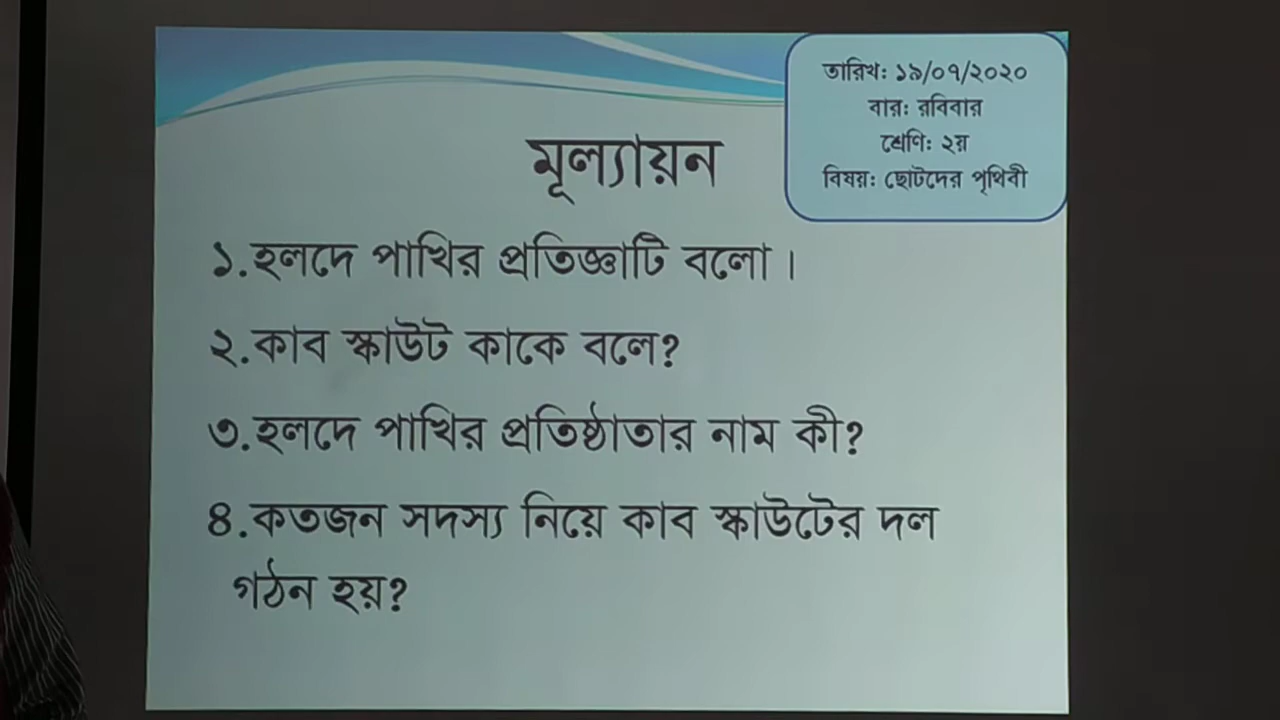 তারিখ: ১৯/০৭/২০২০
বার: রবিবার
শ্রেণি: ২য়
বিষয়: ছোটদের পৃথিবী
মূল্যায়ন
১.হলদে পাখির প্রতিজ্ঞাটি বলো।
২.কাব স্কাউট কাকে বলে?
৩.হলদে পাখির প্রতিষ্ঠাতার নাম কী?
৪.কতজন সদস্য নিয়ে কাব স্কাউটের দল
গঠন হয়?